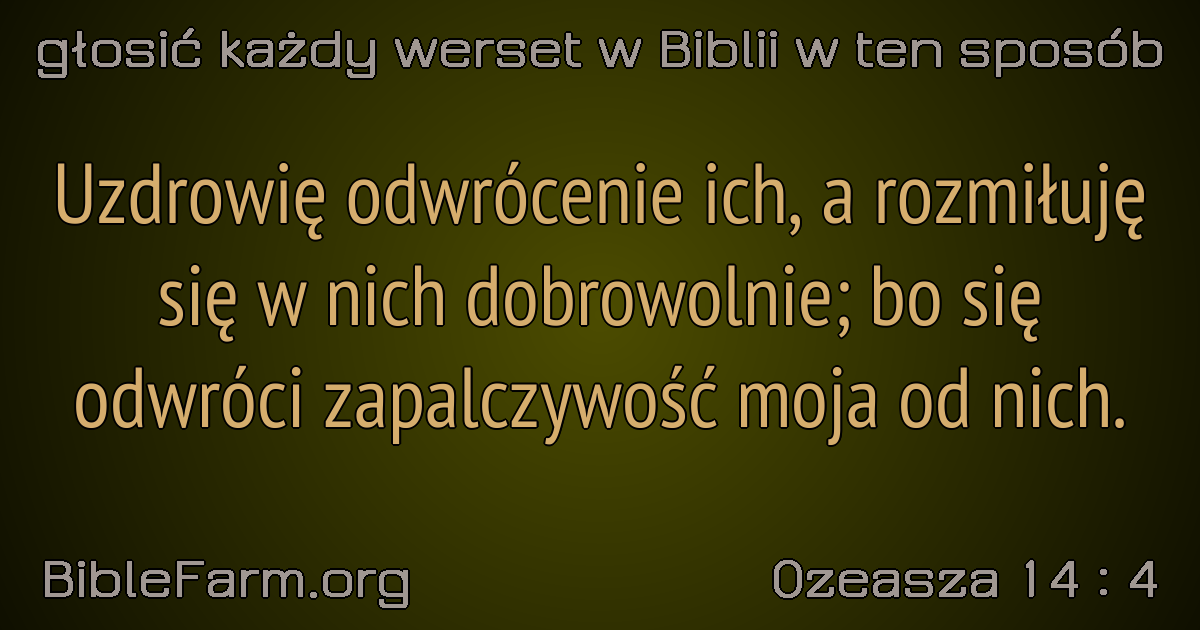 głosić każdy werset w Biblii w ten sposób
Uzdrowię odwrócenie ich, a rozmiłuję
się w nich dobrowolnie; bo się
odwróci zapalczywość moja od nich.
BibleFarm.org
Ozeasza 14 : 4